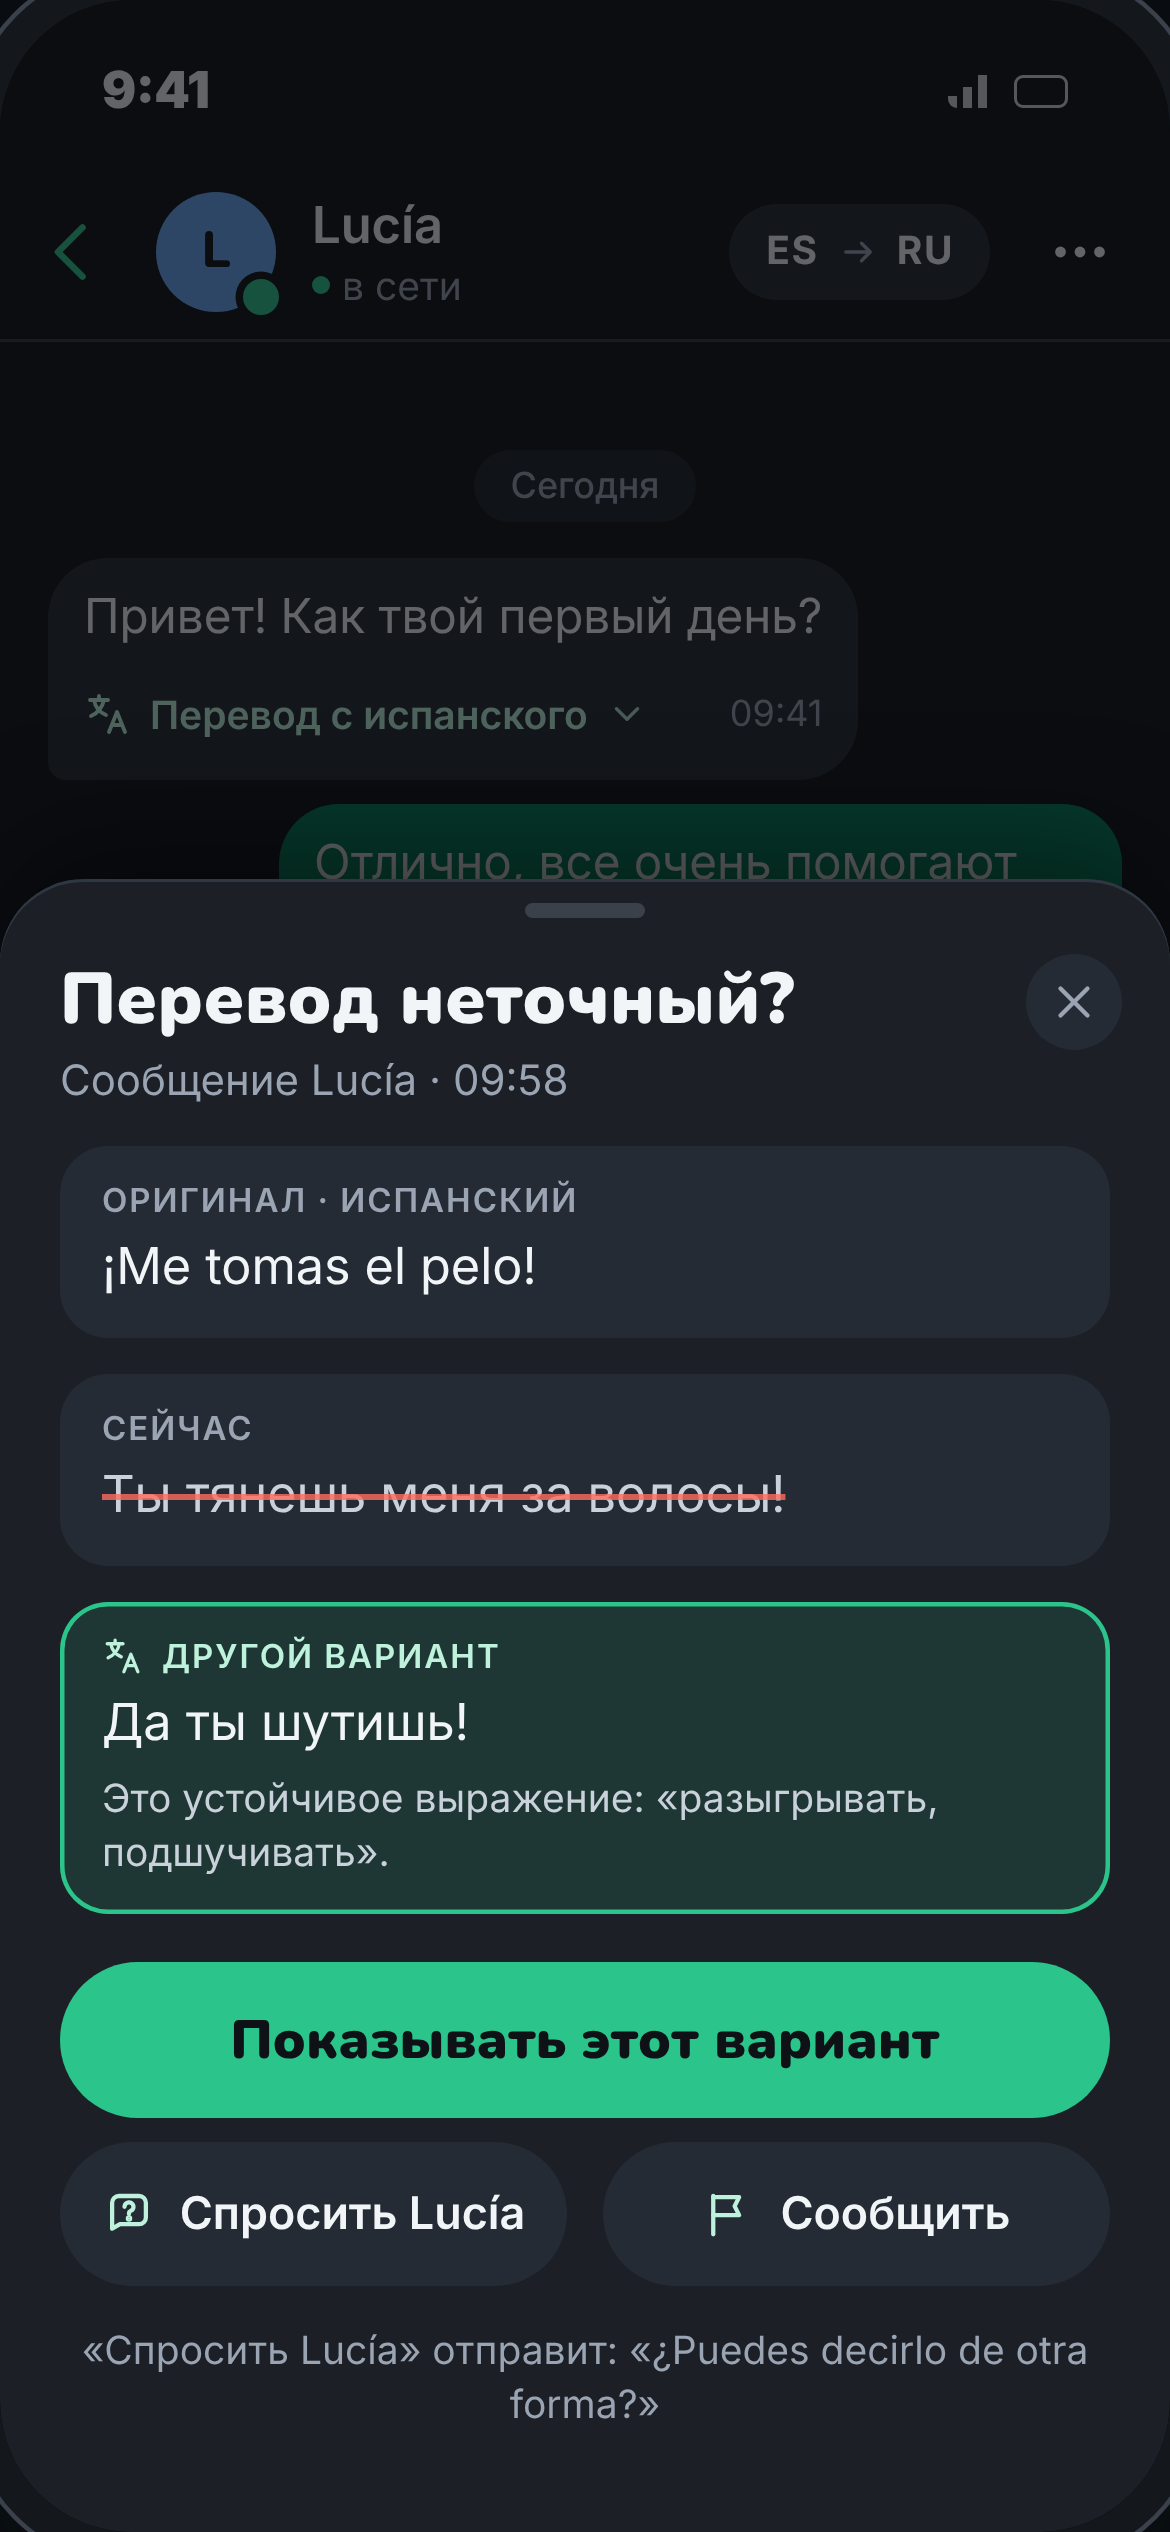 9:41
L
Lucía
в сети
ES → RU
Сегодня
Привет! Как твой первый день?
Перевод с испанского
09:41
Отлично, все очень помогают
Перевод неточный?
Сообщение Lucía · 09:58
ОРИГИНАЛ · ИСПАНСКИЙ
¡Me tomas el pelo!
СЕЙЧАС
Ты тянешь меня за волосы!
ДРУГОЙ ВАРИАНТ
Да ты шутишь!
Это устойчивое выражение: «разыгрывать,
подшучивать».
Показывать этот вариант
Спросить Lucía
Сообщить
«Спросить Lucía» отправит: «¿Puedes decirlo de otra
forma?»